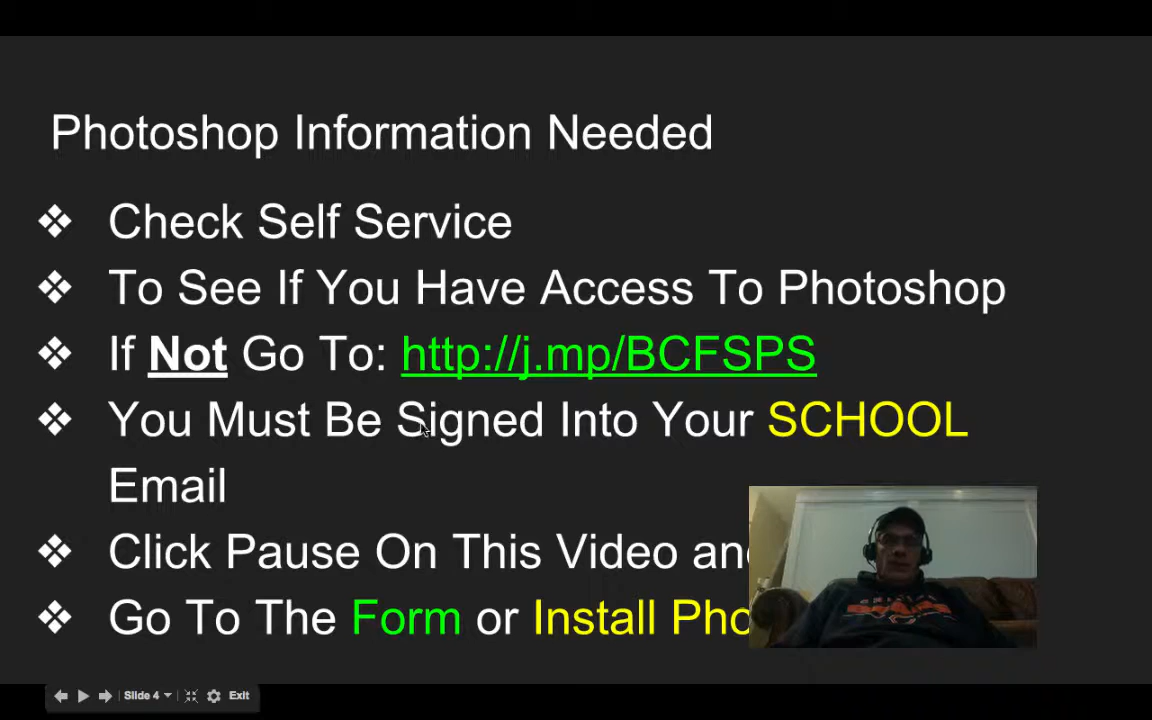 Photoshop Information Needed
❖ Check Self Service
❖ To See If You Have Access To Photoshop
❖ If Not Go To: http://j.mp/BCFSPS
❖ You Must Be Signed Into Your SCHOOL
Email
❖ Click Pause On This Video
❖ Go To The Form or Install
Slide 4
Exit